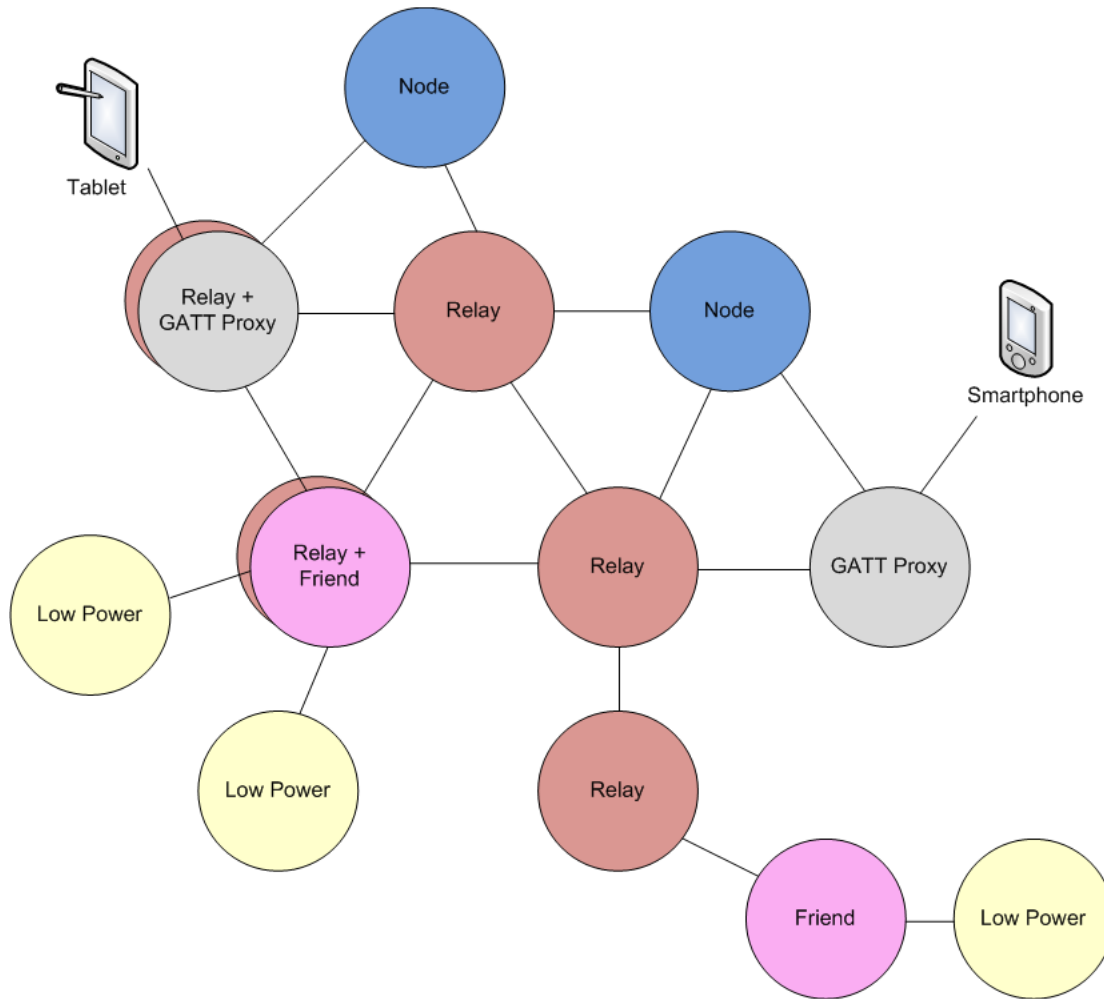 Node
Tablet
Relay +
GATT Proxy
Relay
Node
Smartphone
Relay +
Friend
Relay
GATT Proxy
Low Power
Low Power
Relay
Friend
Low Power